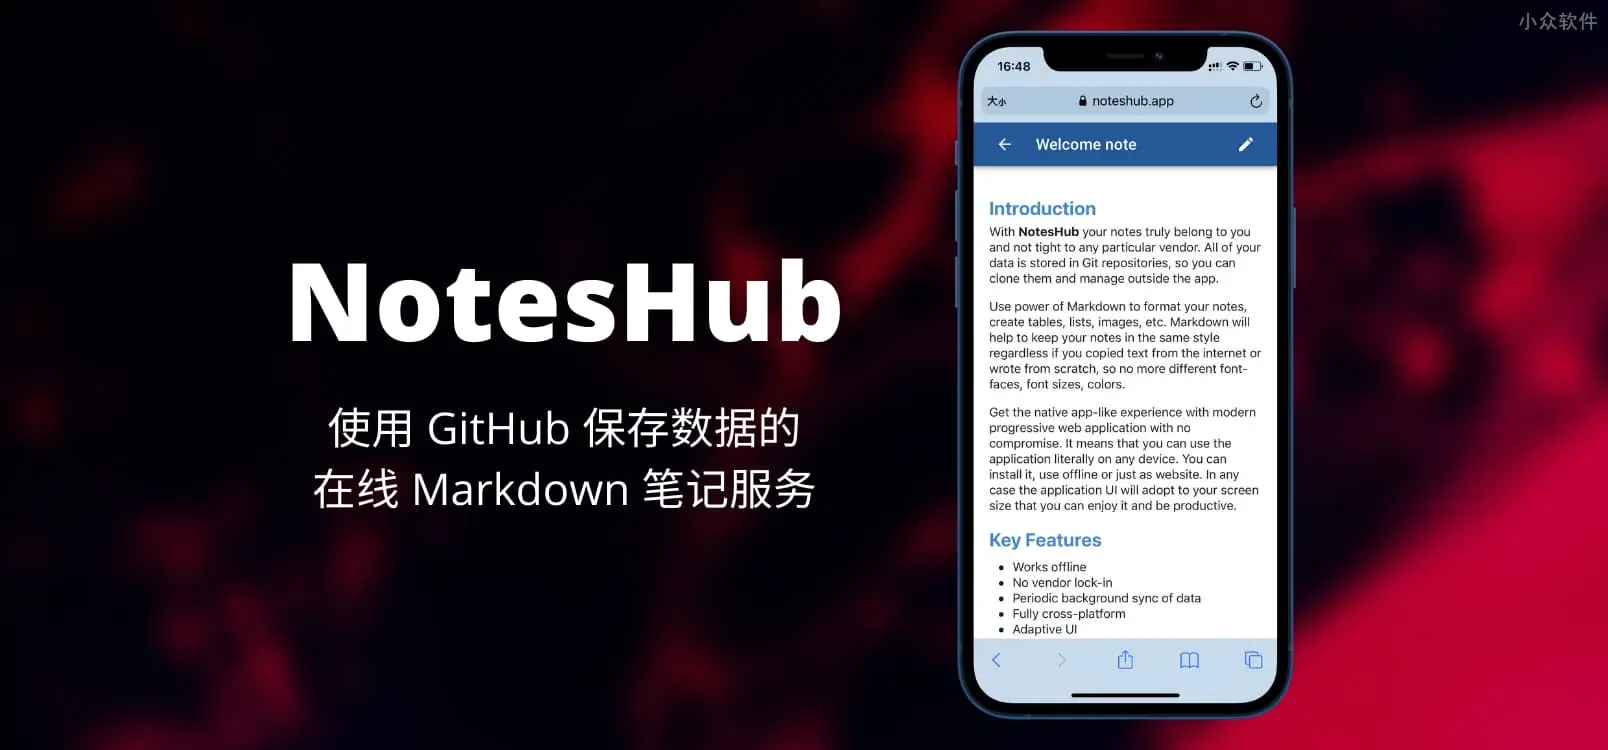 小众软件
NotesHub
使用 GitHub 保存数据的
在线 Markdown 笔记服务
16:48
大小
noteshub.app
Welcome note
Introduction
With NotesHub your notes truly belong to you
and not tight to any particular vendor. All of your
data is stored in Git repositories, so you can
clone them and manage outside the app.
Use power of Markdown to format your notes,
create tables, lists, images, etc. Markdown will
help to keep your notes in the same style
regardless if you copied text from the internet or
wrote from scratch, so no more different font-
faces, font sizes, colors.
Get the native app-like experience with modern
progressive web application with no
compromise. It means that you can use the
application literally on any device. You can
install it, use offline or just as website. In any
case the application UI will adopt to your screen
size that you can enjoy it and be productive.
Key Features
• Works offline
• No vendor lock-in
• Periodic background sync of data
• Fully cross-platform
• Adaptive UI